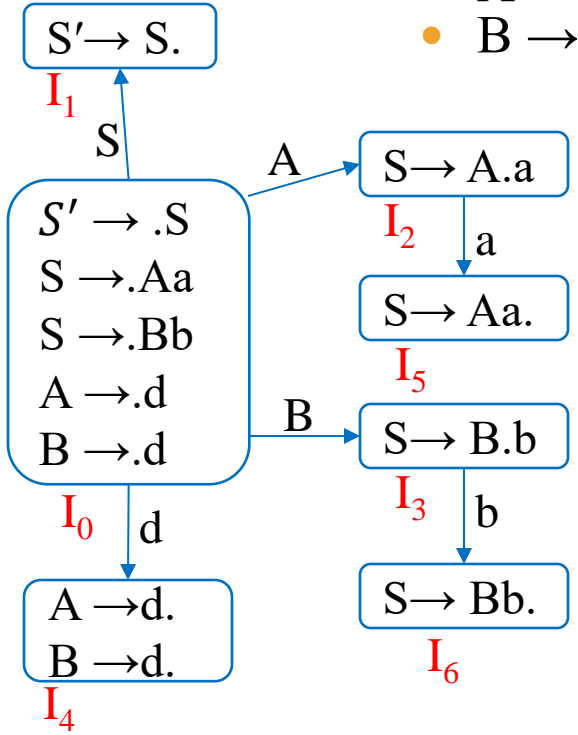 B →
S′→ S.
I1
S
A
S→ A.a
I2
a
S→ Aa.
I5
S′ → .S
S →.Aa
S →.Bb
A →.d
B →.d
I0
B
S→ B.b
I3
b
S→ Bb.
I6
d
A →d.
B →d.
I4